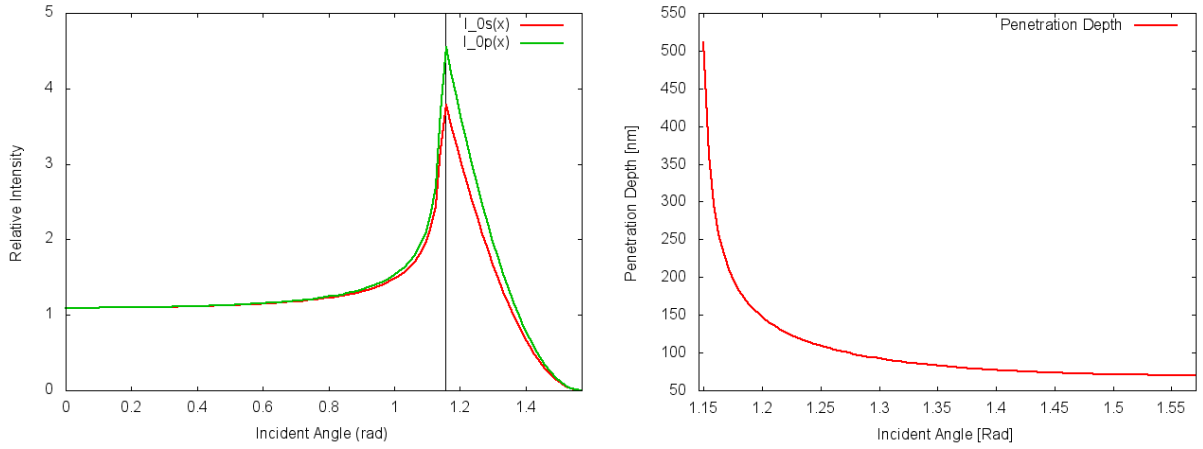 I_0s(x)
I_0p(x)
5
4
3
2
1
0
Relative Intensity
0 0.2 0.4 0.6 0.8 1 1.2 1.4
Incident Angle (rad)
Penetration Depth
550
500
450
400
350
300
250
200
150
100
50
Penetration Depth [nm]
1.15 1.2 1.25 1.3 1.35 1.4 1.45 1.5 1.55
Incident Angle [Rad]